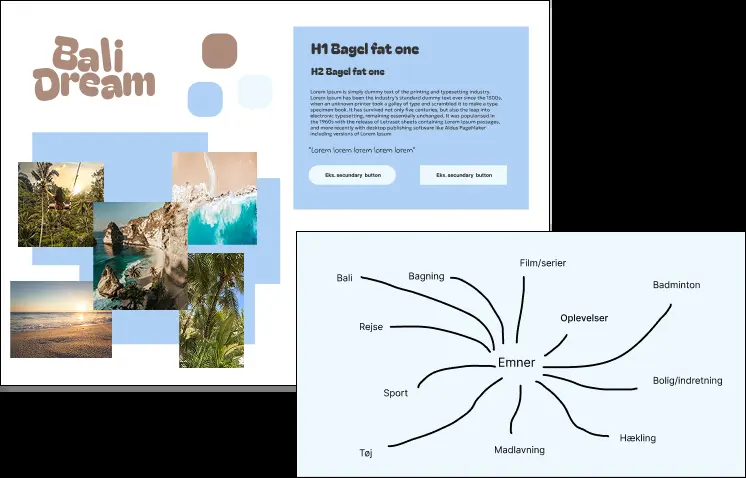 Bali
Dream
H1 Bagel fat one
H2 Bagel fat one
Lorem Ipsum is simply dummy text of the printing and typesetting industry.
Lorem Ipsum has been the industry's standard dummy text ever since the 1500s,
when an unknown printer took a galley of type and scrambled it to make a type
specimen book. It has survived not only five centuries, but also the leap into
electronic typesetting, remaining essentially unchanged. It was popularised in
the 1960s with the release of Letraset sheets containing Lorem Ipsum passages,
and more recently with desktop publishing software like Aldus PageMaker
including versions of Lorem Ipsum
"Lorem lorem lorem lorem lorem"
Eks. secundary button
Eks. secundary button
Film/serier
Bali
Bagning
Badminton
Oplevelser
Rejse
Emner
Bolig/indretning
Sport
Hækling
Madlavning
Tøj